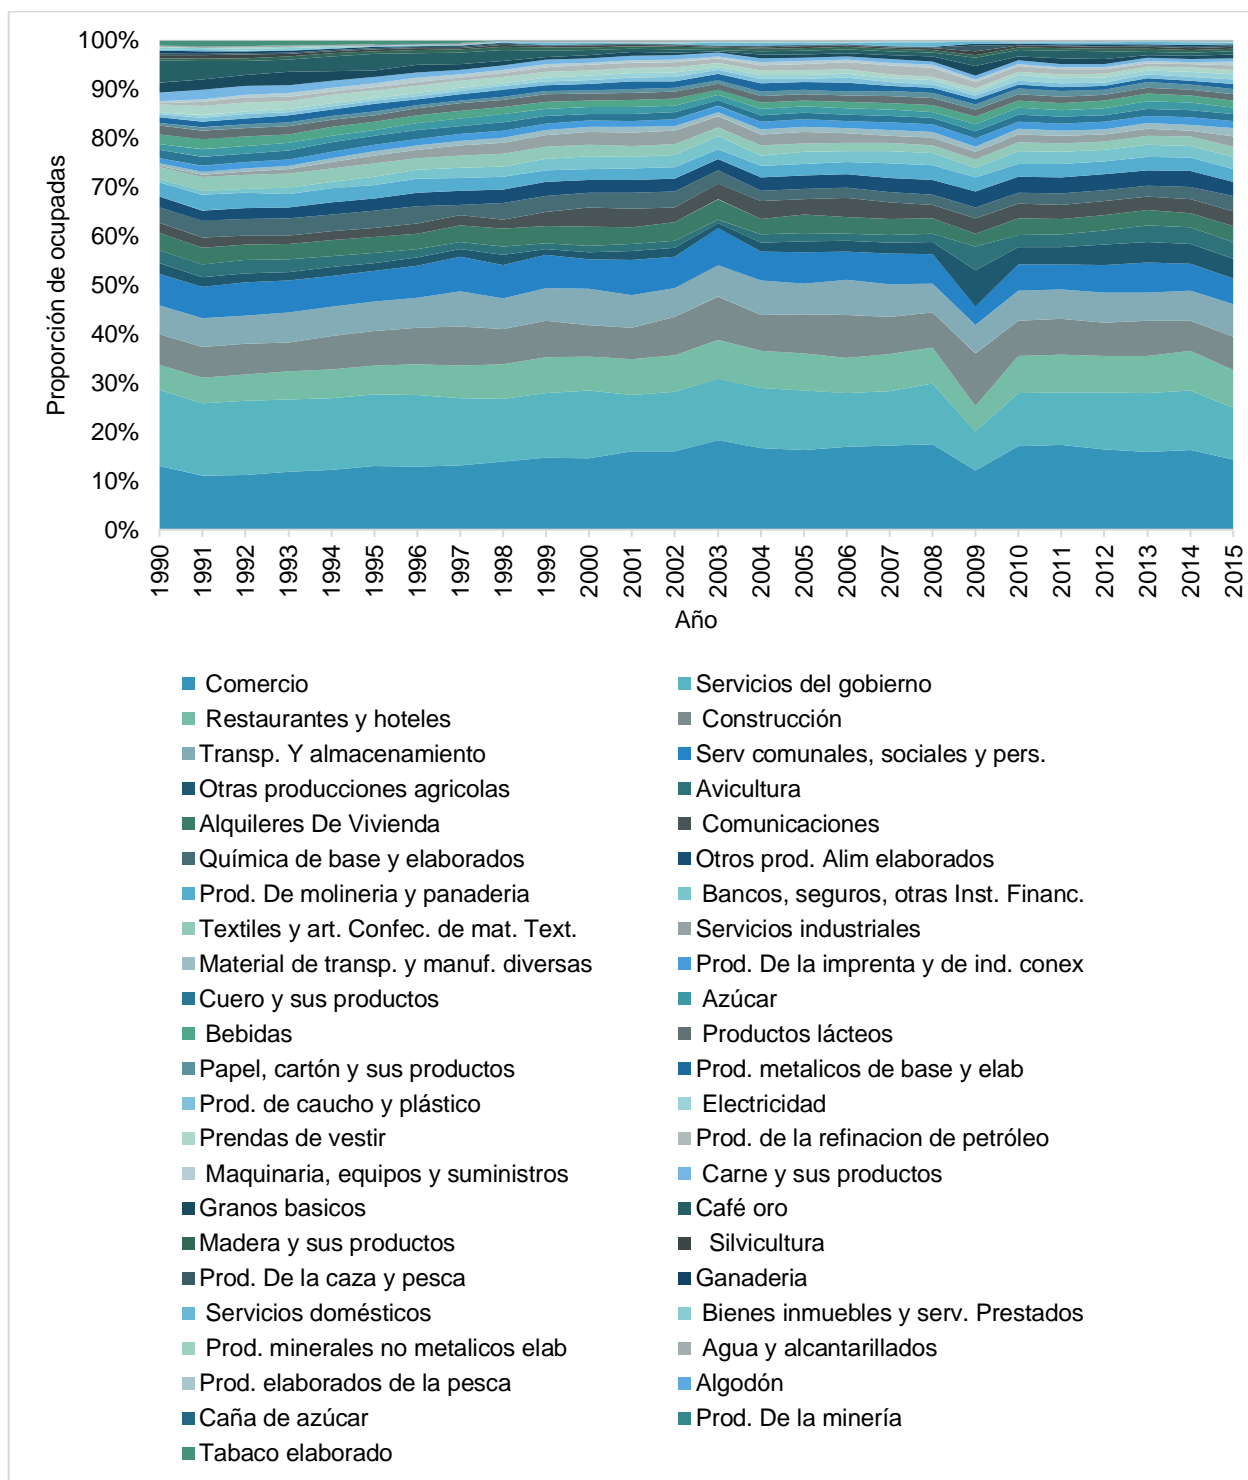 100%
90%
80%
70%
60%
50%
40%
30%
20%
10%
0%
Proporción de ocupadas
1990 1991 1992 1993 1994 1995 1996 1997 1998 1999 2000 2001 2002 2003 2004 2005 2006 2007 2008 2009 2010 2011 2012 2013 2014 2015
Año
Comercio Servicios del gobierno
Restaurantes y hoteles Construcción
Transp. Y almacenamiento Serv comunales, sociales y pers.
Otras producciones agricolas Avicultura
Alquileres De Vivienda Comunicaciones
Química de base y elaborados Otros prod. Alim elaborados
Prod. De molineria y panaderia Bancos, seguros, otras Inst. Financ.
Textiles y art. Confec. de mat. Text. Servicios industriales
Material de transp. y manuf. diversas Prod. De la imprenta y de ind. conex
Cuero y sus productos Azúcar
Bebidas Productos lácteos
Papel, cartón y sus productos Prod. metalicos de base y elab
Prod. de caucho y plástico Electricidad
Prendas de vestir Prod. de la refinacion de petróleo
Maquinaria, equipos y suministros Carne y sus productos
Granos basicos Café oro
Madera y sus productos Silvicultura
Prod. De la caza y pesca Ganaderia
Servicios domésticos Bienes inmuebles y serv. Prestados
Prod. minerales no metalicos elab Agua y alcantarillados
Prod. elaborados de la pesca Algodón
Caña de azúcar Prod. De la minería
Tabaco elaborado